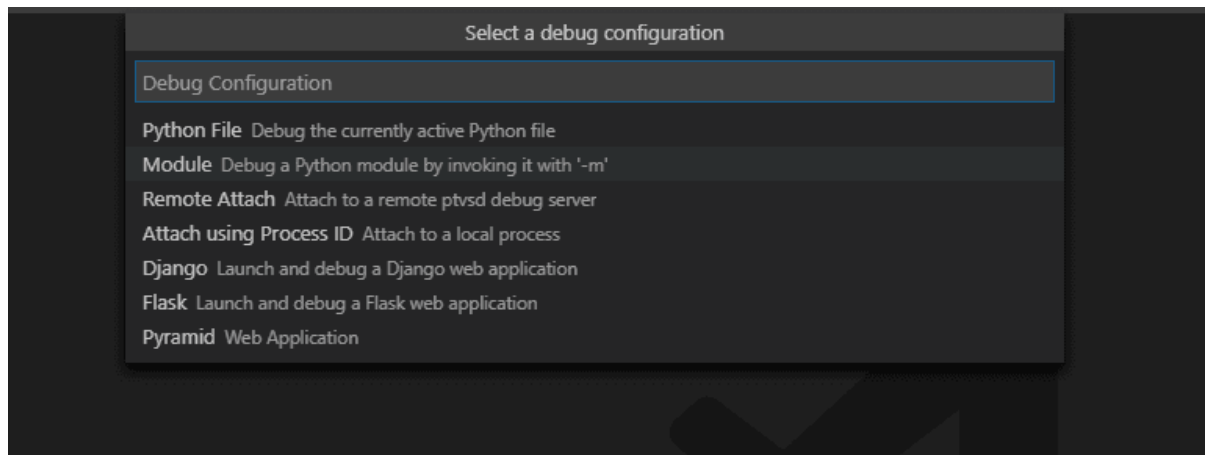 Select a debug configuration
Debug Configuration
Python File Debug the currently active Python file
Module Debug a Python module by invoking it with '-m'
Remote Attach Attach to a remote ptvsd debug server
Attach using Process ID Attach to a local process
Django Launch and debug a Django web application
Flask Launch and debug a Flask web application
Pyramid Web Application